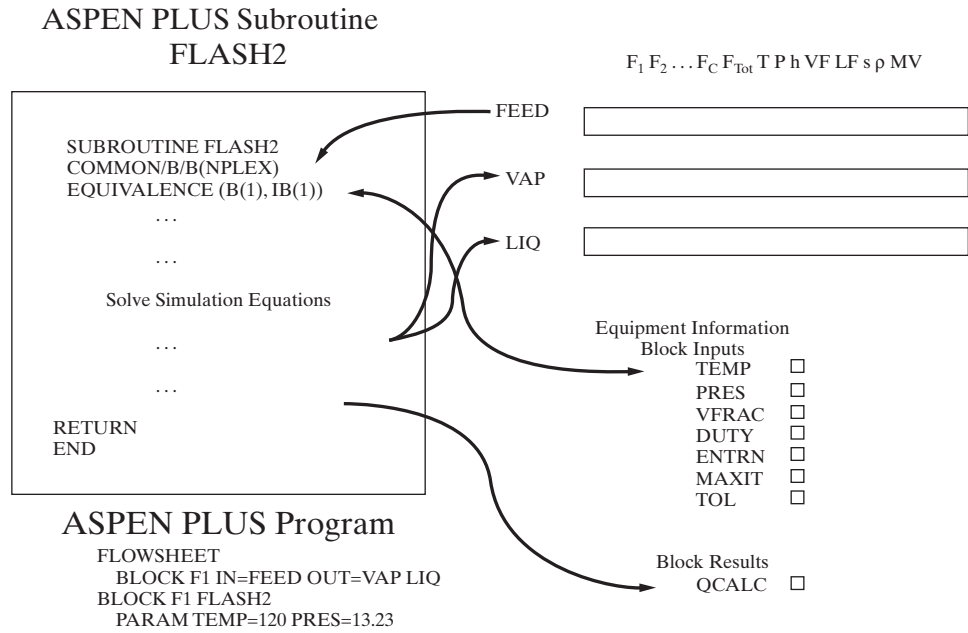 ASPEN PLUS Subroutine
FLASH2
F1 F2 … FC FTot T P h VF LF s ρ MV
FEED
SUBROUTINE FLASH2
COMMON/B/B(NPLEX)
EQUIVALENCE (B(1), IB(1))
VAP
…
LIQ
…
Solve Simulation Equations
…
…
RETURN
END
Equipment Information
Block Inputs
TEMP
PRES
VFRAC
DUTY
ENTRN
MAXIT
TOL
Block Results
QCALC
ASPEN PLUS Program
FLOWSHEET
BLOCK F1 IN=FEED OUT=VAP LIQ
BLOCK F1 FLASH2
PARAM TEMP=120 PRES=13.23